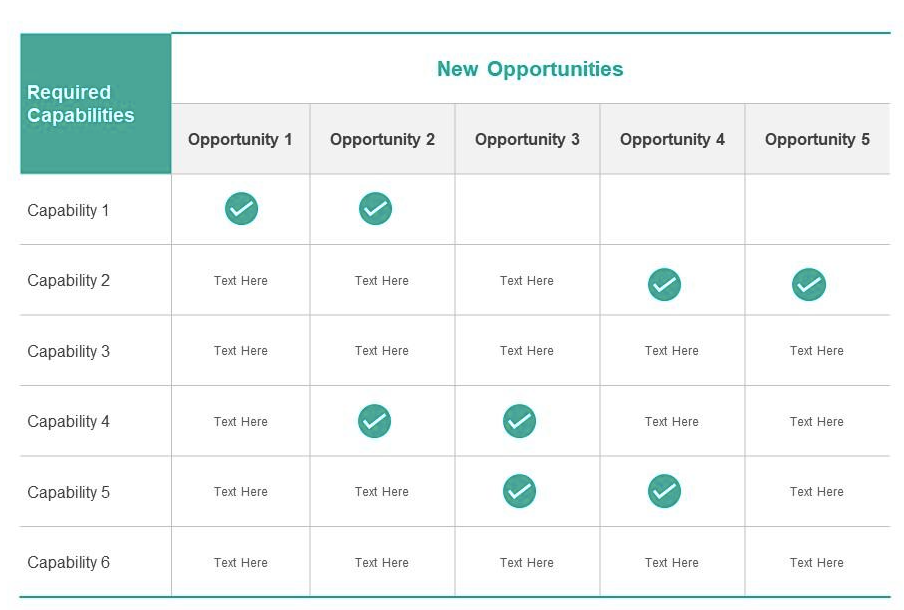 New Opportunities
Required
Capabilities
Opportunity 1 Opportunity 2 Opportunity 3 Opportunity 4 Opportunity 5
Capability 1
Capability 2 Text Here Text Here Text Here
Capability 3 Text Here Text Here Text Here Text Here Text Here
Capability 4 Text Here Text Here Text Here
Capability 5 Text Here Text Here Text Here
Capability 6 Text Here Text Here Text Here Text Here Text Here